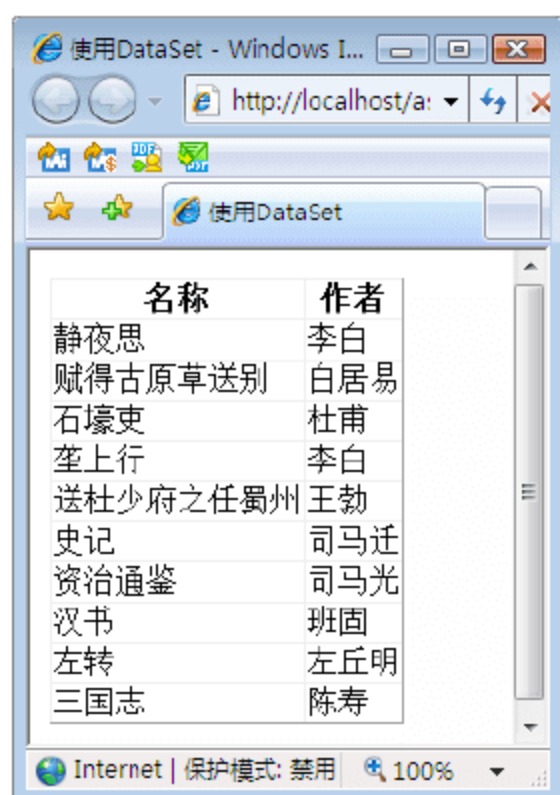 使用DataSet - Windows I...
http://localhost/a
使用DataSet
名称 作者
静夜思 李白
赋得古原草送别 白居易
石壕吏 杜甫
垄上行 李白
送杜少府之任蜀州 王勃
史记 司马迁
资治通鉴 司马光
汉书 班固
左转 左丘明
三国志 陈寿
Internet | 保护模式: 禁用 100%